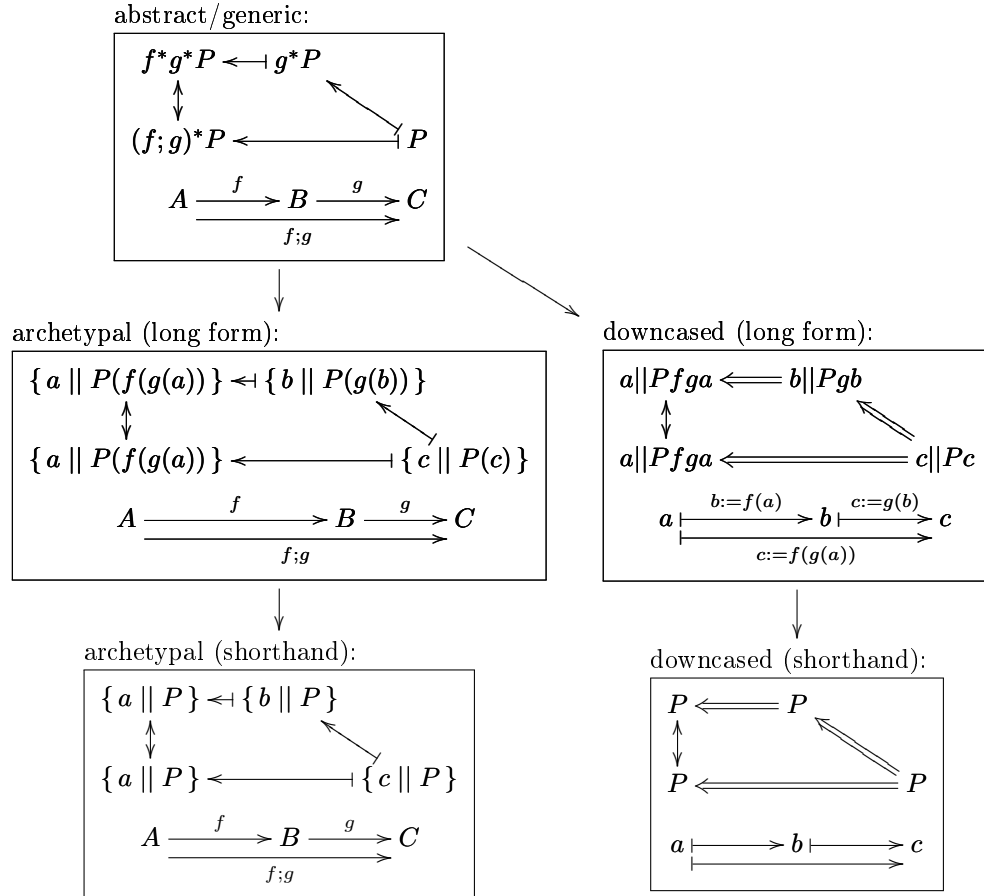 abstract/generic:
f*g*P g*P
(f;g)*P P
f g
A B C
f;g
archetypal (long form):
{ a || P(f(g(a)) } { b || P(g(b)) }
{ a || P(f(g(a)) } { c || P(c) }
f g
A B C
f;g
downcased (long form):
a||Pfga b||Pgb
a||Pfga c||Pc
b:=f(a) c:=g(b)
a b c
c:=f(g(a))
archetypal (shorthand):
{ a || P } { b || P }
{ a || P } { c || P }
f g
A B C
f;g
downcased (shorthand):
P P
P P
a b c